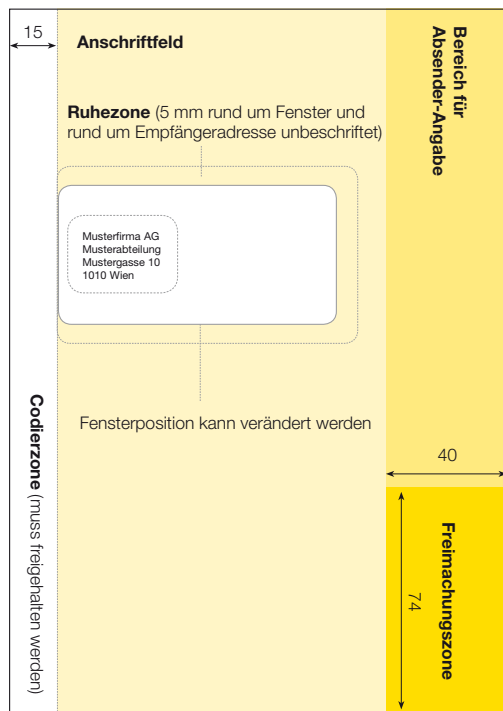 15
Anschriftfeld
Bereich für
Absender-Angabe
Ruhezone (5 mm rund um Fenster und
rund um Empfängeradresse unbeschriftet)
Musterfirma AG
Musterabteilung
Mustergasse 10
1010 Wien
Fensterposition kann verändert werden
Codierzone (muss freigehalten werden)
40
74
Freimachungszone